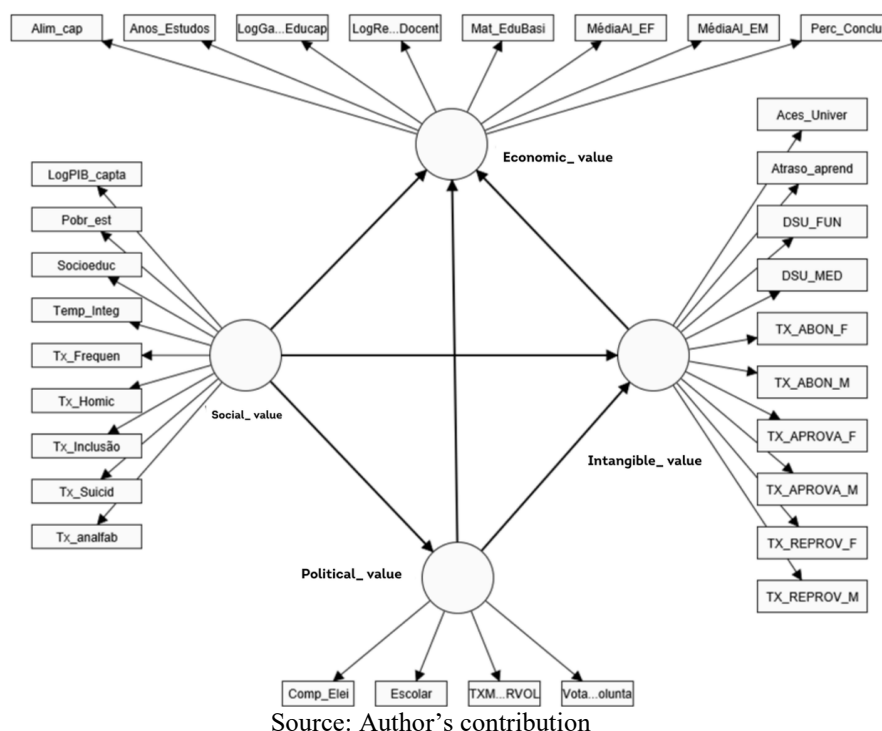 Alim_cap
Anos_Estudos
LogGa...Educap
LogRe...Docent
Mat_EduBasi
MédiaAl_EF
MédiaAl_EM
Perc_Conclu
Economic_ value
LogPIB_capta
Pobr_est
Socioeduc
Temp_Integ
Tx_Frequen
Tx_Homic
Tx_Inclusão
Tx_Suicid
Tx_analfab
Social_ value
Aces_Univer
Atraso_aprend
DSU_FUN
DSU_MED
TX_ABON_F
TX_ABON_M
TX_APROVA_F
TX_APROVA_M
TX_REPROV_F
TX_REPROV_M
Intangible_ value
Political_ value
Comp_Elei
Escolar
TXM...RVOL
Vota...olunta
Source: Author’s contribution